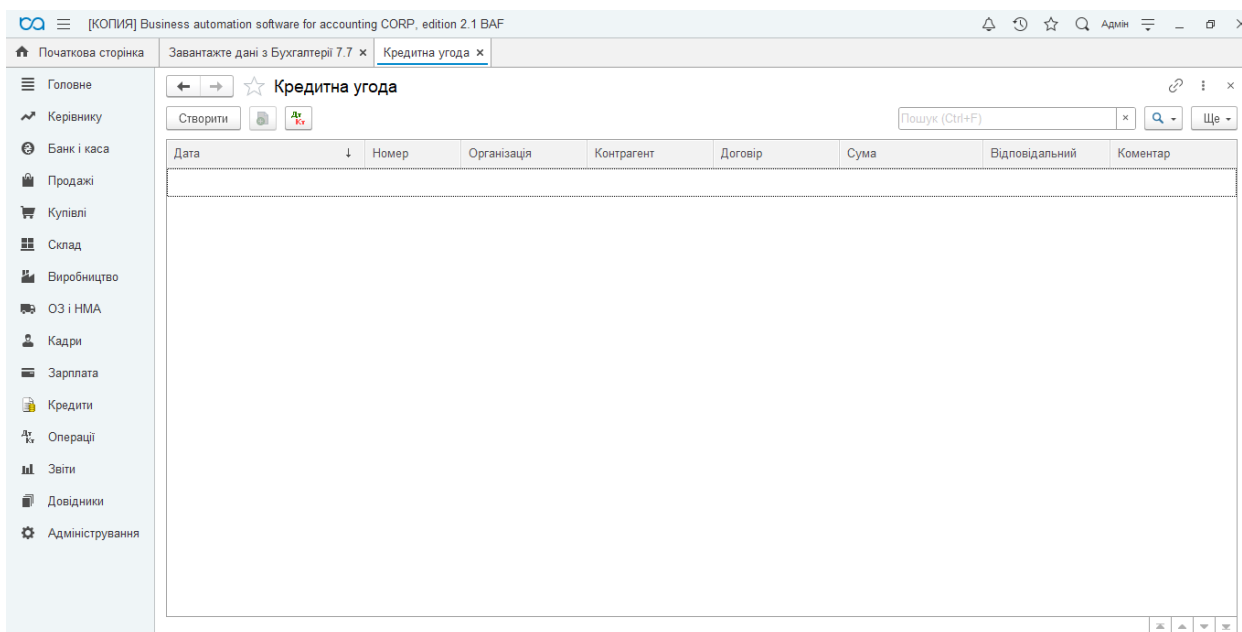 [КОПИЯ] Business automation software for accounting CORP, edition 2.1 BAF Адмін
Початкова сторінка Завантажте дані з Бухгалтерії 7.7 Кредитна угода
Головне
Керівнику
Банк і каса
Продажі
Купівлі
Склад
Виробництво
ОЗ і НМА
Кадри
Зарплата
Кредити
Операції
Звіти
Довідники
Адміністрування
Кредитна угода
Створити Дт Кт Пошук (Ctrl+F) Ще
Дата Номер Організація Контрагент Договір Сума Відповідальний Коментар